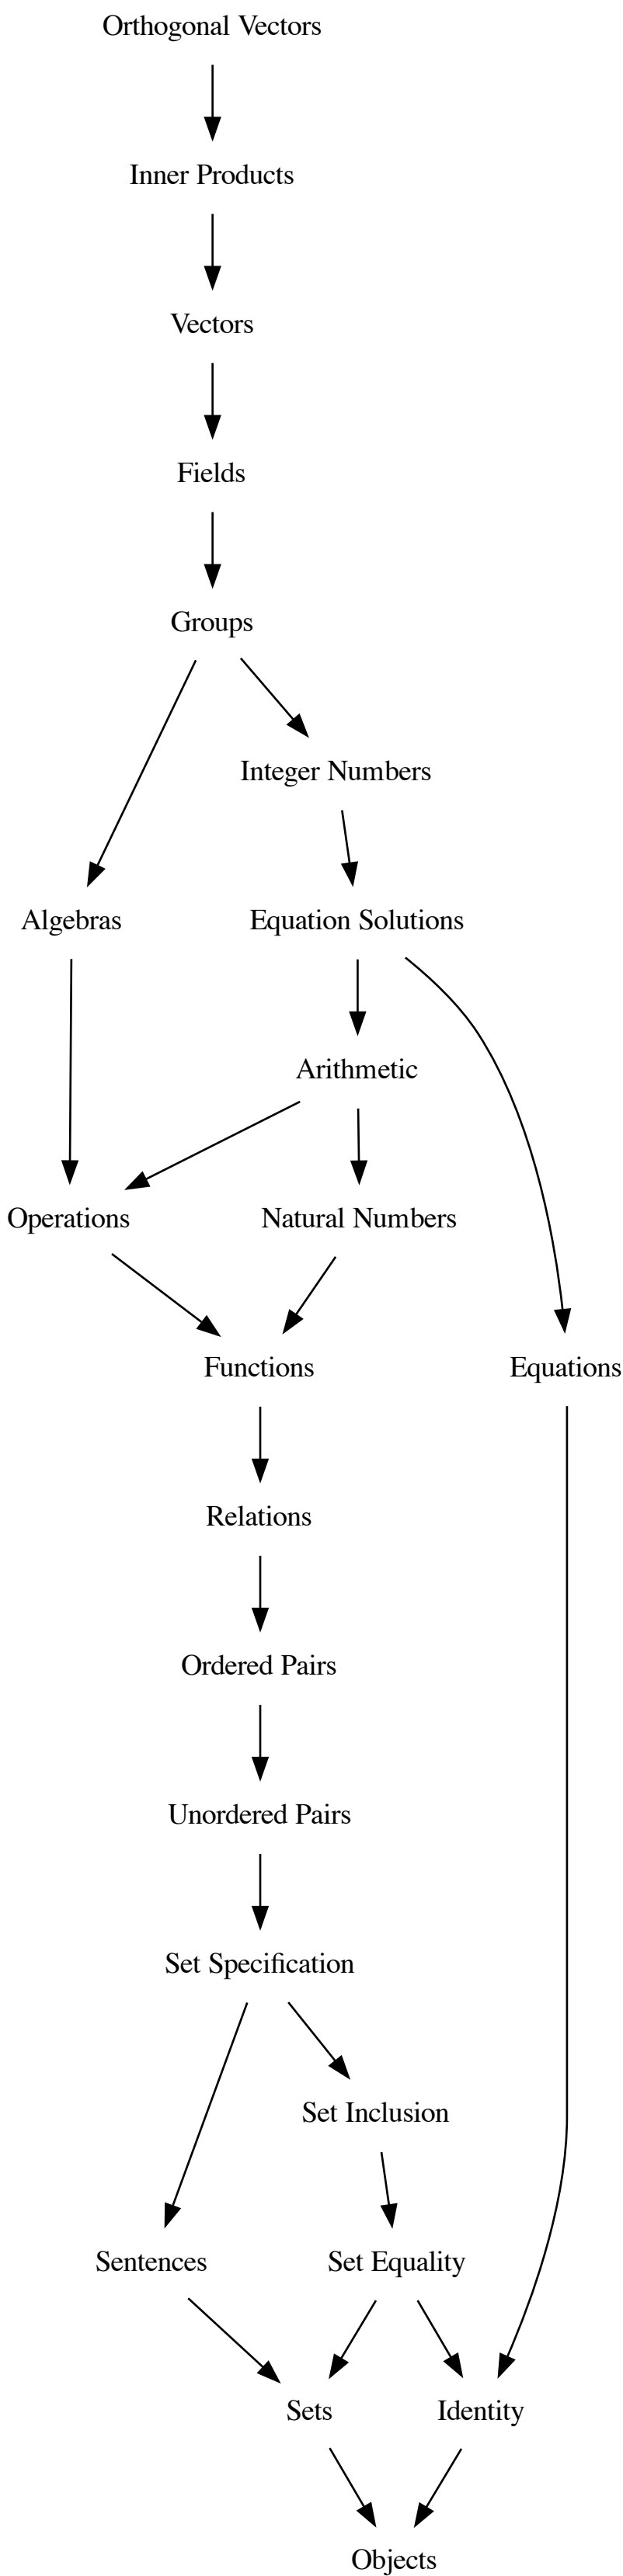 Orthogonal Vectors
Inner Products
Vectors
Fields
Groups
Integer Numbers
Algebras
Equation Solutions
Arithmetic
Operations
Natural Numbers
Functions
Equations
Relations
Ordered Pairs
Unordered Pairs
Set Specification
Set Inclusion
Sentences
Set Equality
Sets
Identity
Objects